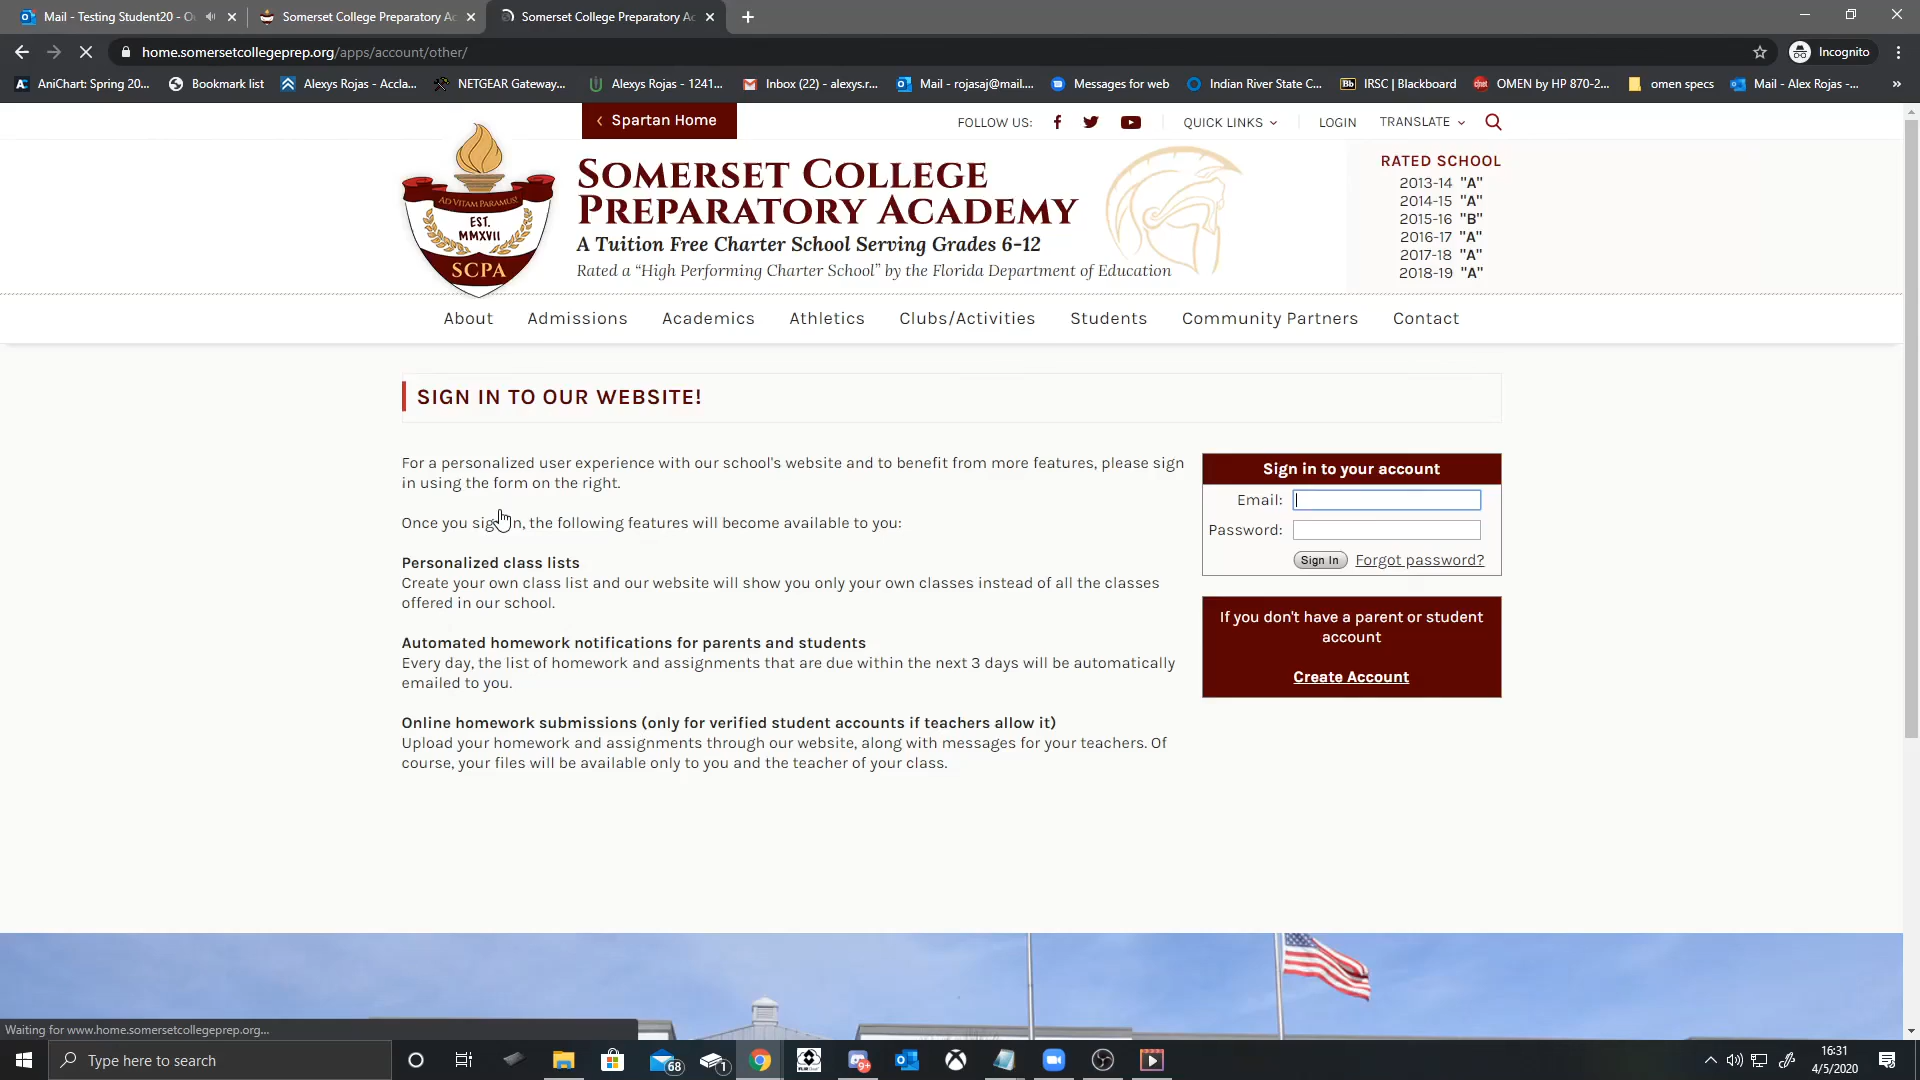 Mail - Testing Student20 - O
Somerset College Preparatory Ac
Somerset College Preparatory Ac
home.somersetcollegeprep.org/apps/account/other/
Incognito
AniChart: Spring 20...
Bookmark list
Alexys Rojas - Accla...
NETGEAR Gateway...
Alexys Rojas - 1241...
Inbox (22) - alexys.r...
Mail - rojasaj@mail....
Messages for web
Indian River State C...
Bb IRSC | Blackboard
OMEN by HP 870-2...
omen specs
Mail - Alex Rojas -...
»
‹ Spartan Home
FOLLOW US:
QUICK LINKS
LOGIN
TRANSLATE
AD VITAM PARAMUS!
EST.
MMXVII
SCPA
SOMERSET COLLEGE
PREPARATORY ACADEMY
A Tuition Free Charter School Serving Grades 6-12
Rated a “High Performing Charter School” by the Florida Department of Education
RATED SCHOOL
2013-14 "A"
2014-15 "A"
2015-16 "B"
2016-17 "A"
2017-18 "A"
2018-19 "A"
About
Admissions
Academics
Athletics
Clubs/Activities
Students
Community Partners
Contact
SIGN IN TO OUR WEBSITE!
For a personalized user experience with our school's website and to benefit from more features, please sign
in using the form on the right.
Once you sign in, the following features will become available to you:
Personalized class lists
Create your own class list and our website will show you only your own classes instead of all the classes
offered in our school.
Automated homework notifications for parents and students
Every day, the list of homework and assignments that are due within the next 3 days will be automatically
emailed to you.
Online homework submissions (only for verified student accounts if teachers allow it)
Upload your homework and assignments through our website, along with messages for your teachers. Of
course, your files will be available only to you and the teacher of your class.
Sign in to your account
Email:
Password:
Sign In
Forgot password?
If you don't have a parent or student
account
Create Account
Waiting for www.home.somersetcollegeprep.org...
Type here to search
68
1
9+
16:31
4/5/2020